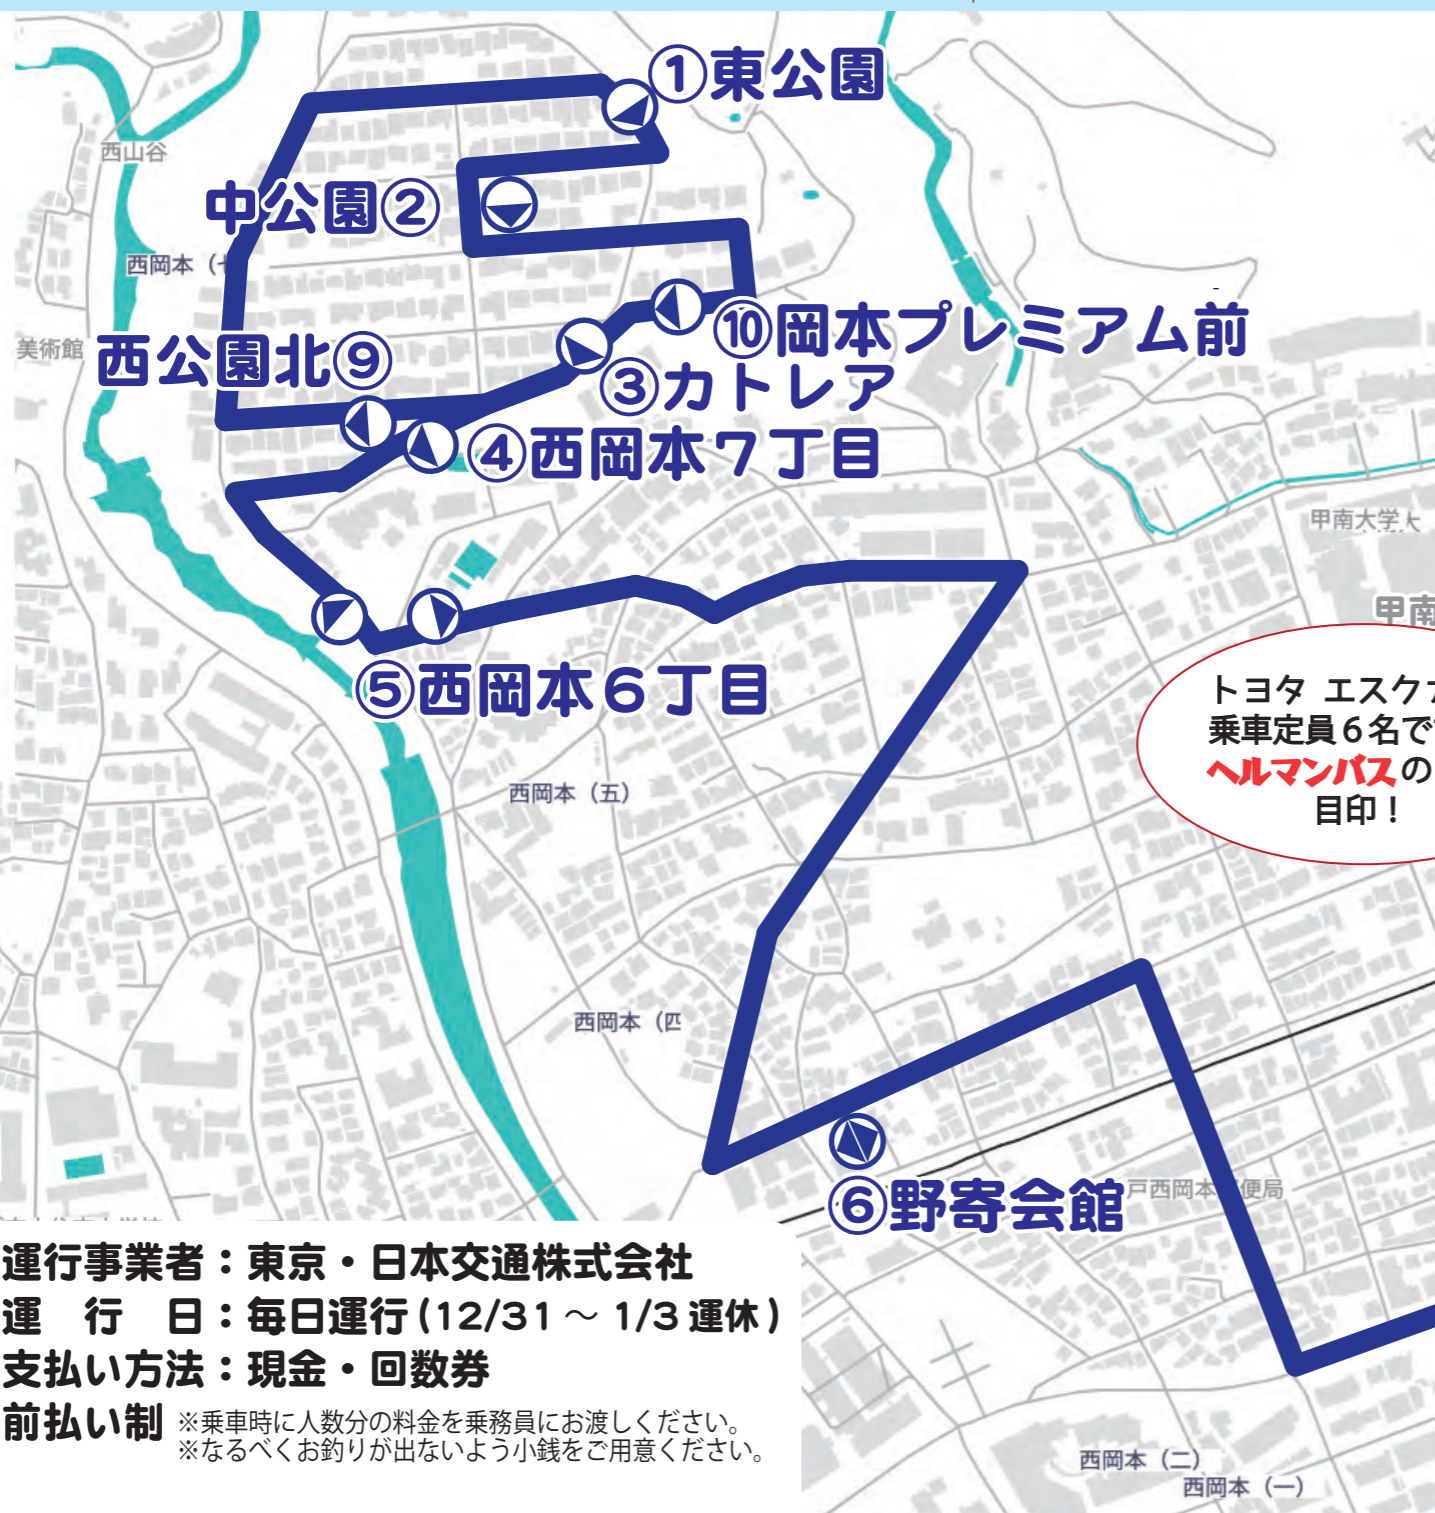 ①東公園
西山谷
中公園②
西岡本（七
⑩岡本プレミアム前
美術館
西公園北⑨
③カトレア
④西岡本7丁目
甲南大学
甲南
⑤西岡本６丁目
トヨタ エスクァ
乗車定員６名で
ヘルマンバスの
目印！
西岡本（五）
西岡本（四
⑥野寄会館
戸西岡本 便局
運行事業者：東京・日本交通株式会社
運　行　日：毎日運行(12/31 ～ 1/3 運休)
支払い方法：現金・回数券
前払い制 ※乗車時に人数分の料金を乗務員にお渡しください。
※なるべくお釣りが出ないよう小銭をご用意ください。
西岡本（二）
西岡本（一）